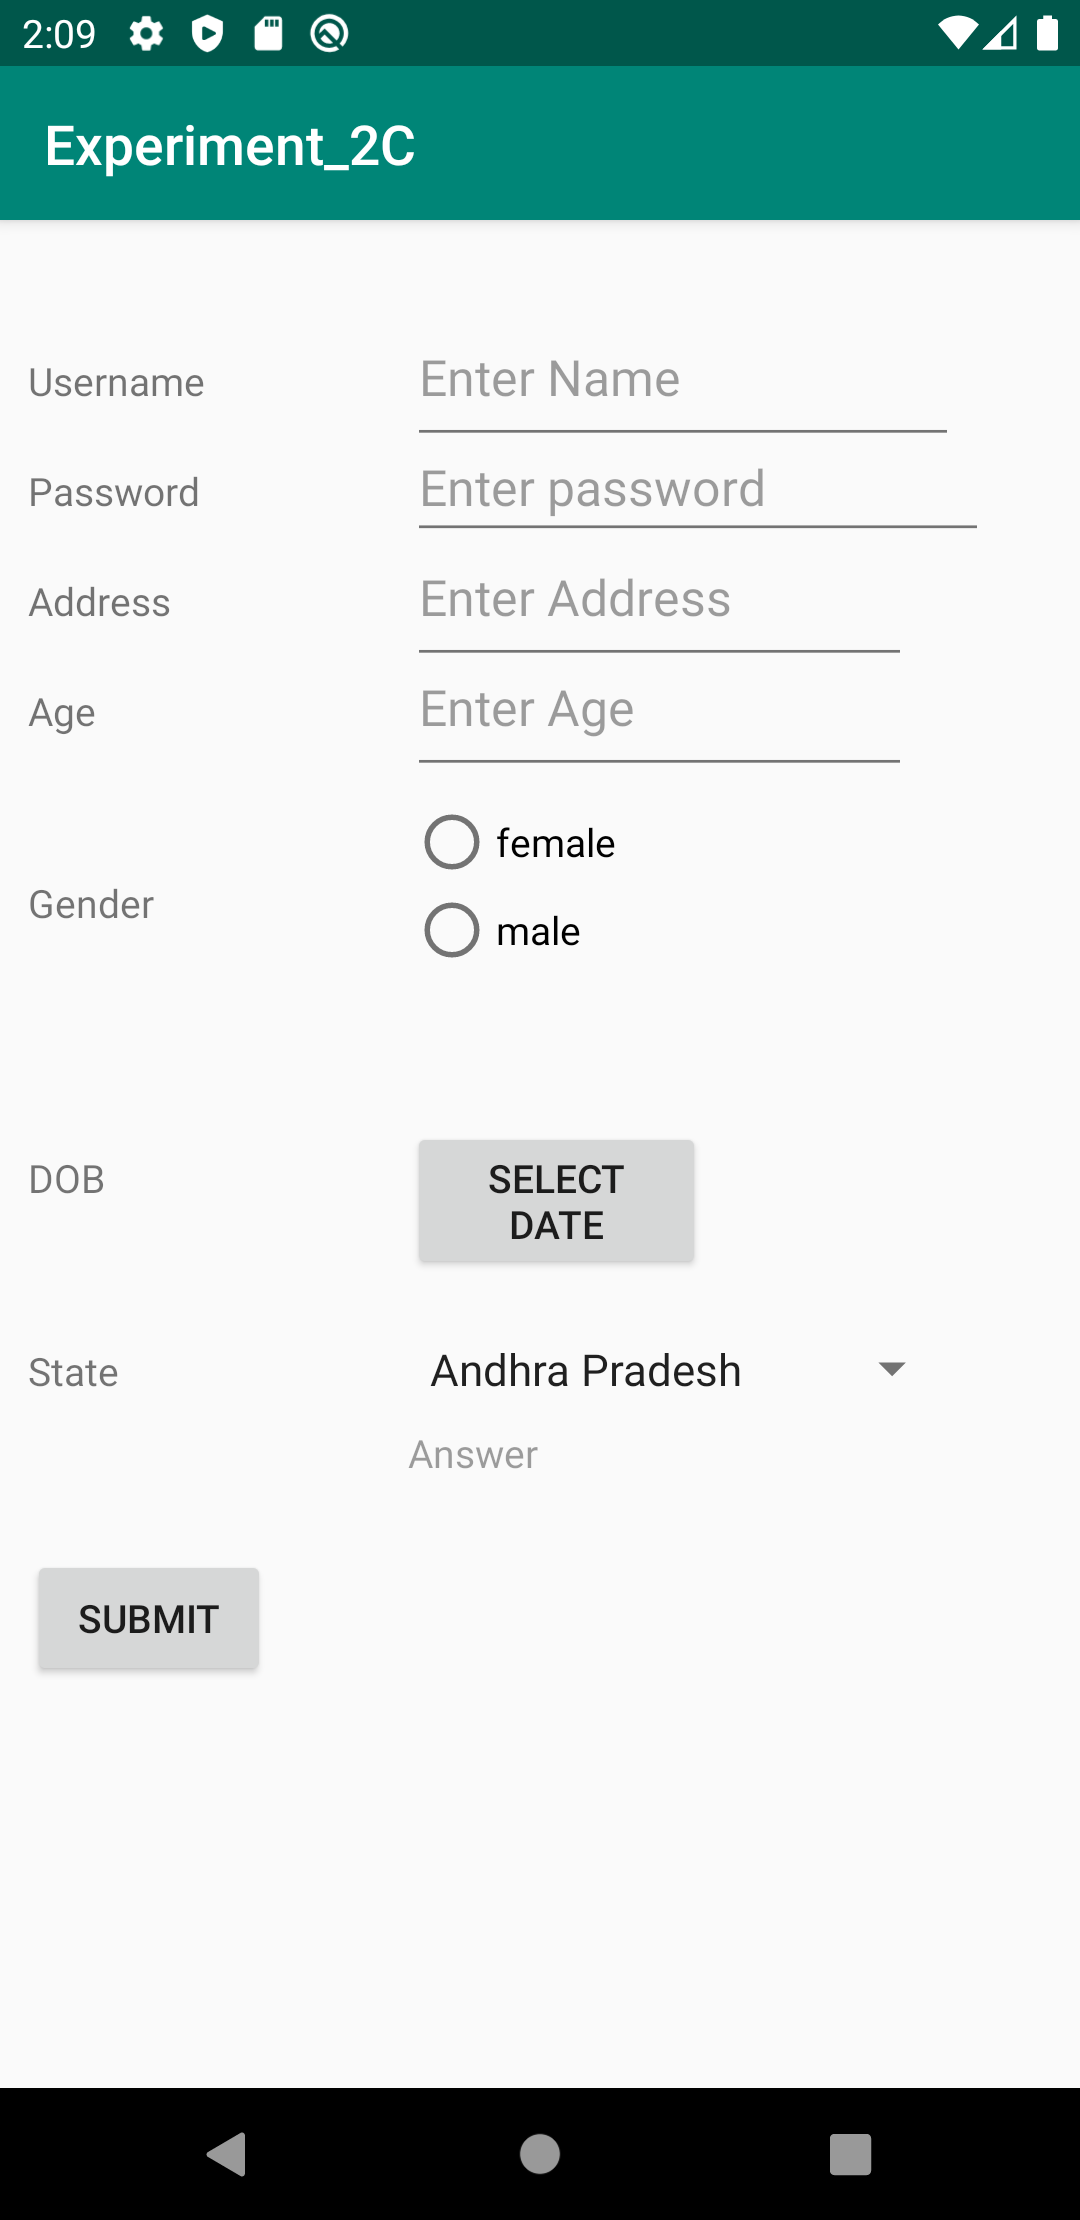 2:09
Experiment_2C
Username Enter Name
Password Enter password
Address Enter Address
Age Enter Age
female
Gender
male
DOB SELECT
DATE
State Andhra Pradesh
Answer
SUBMIT